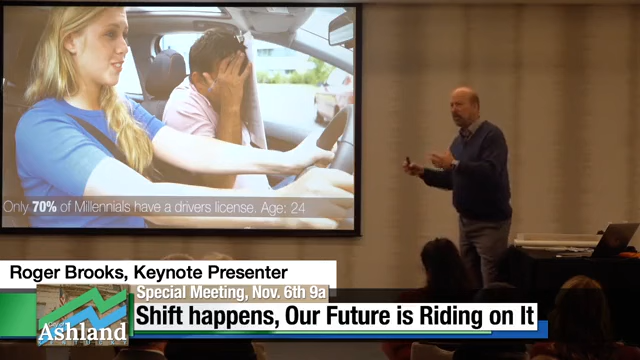 Only 70% of Millennials have a drivers license. Age: 24
Roger Brooks, Keynote Presenter
Special Meeting, Nov. 6th 9a
Shift happens, Our Future is Riding on It
Ashland